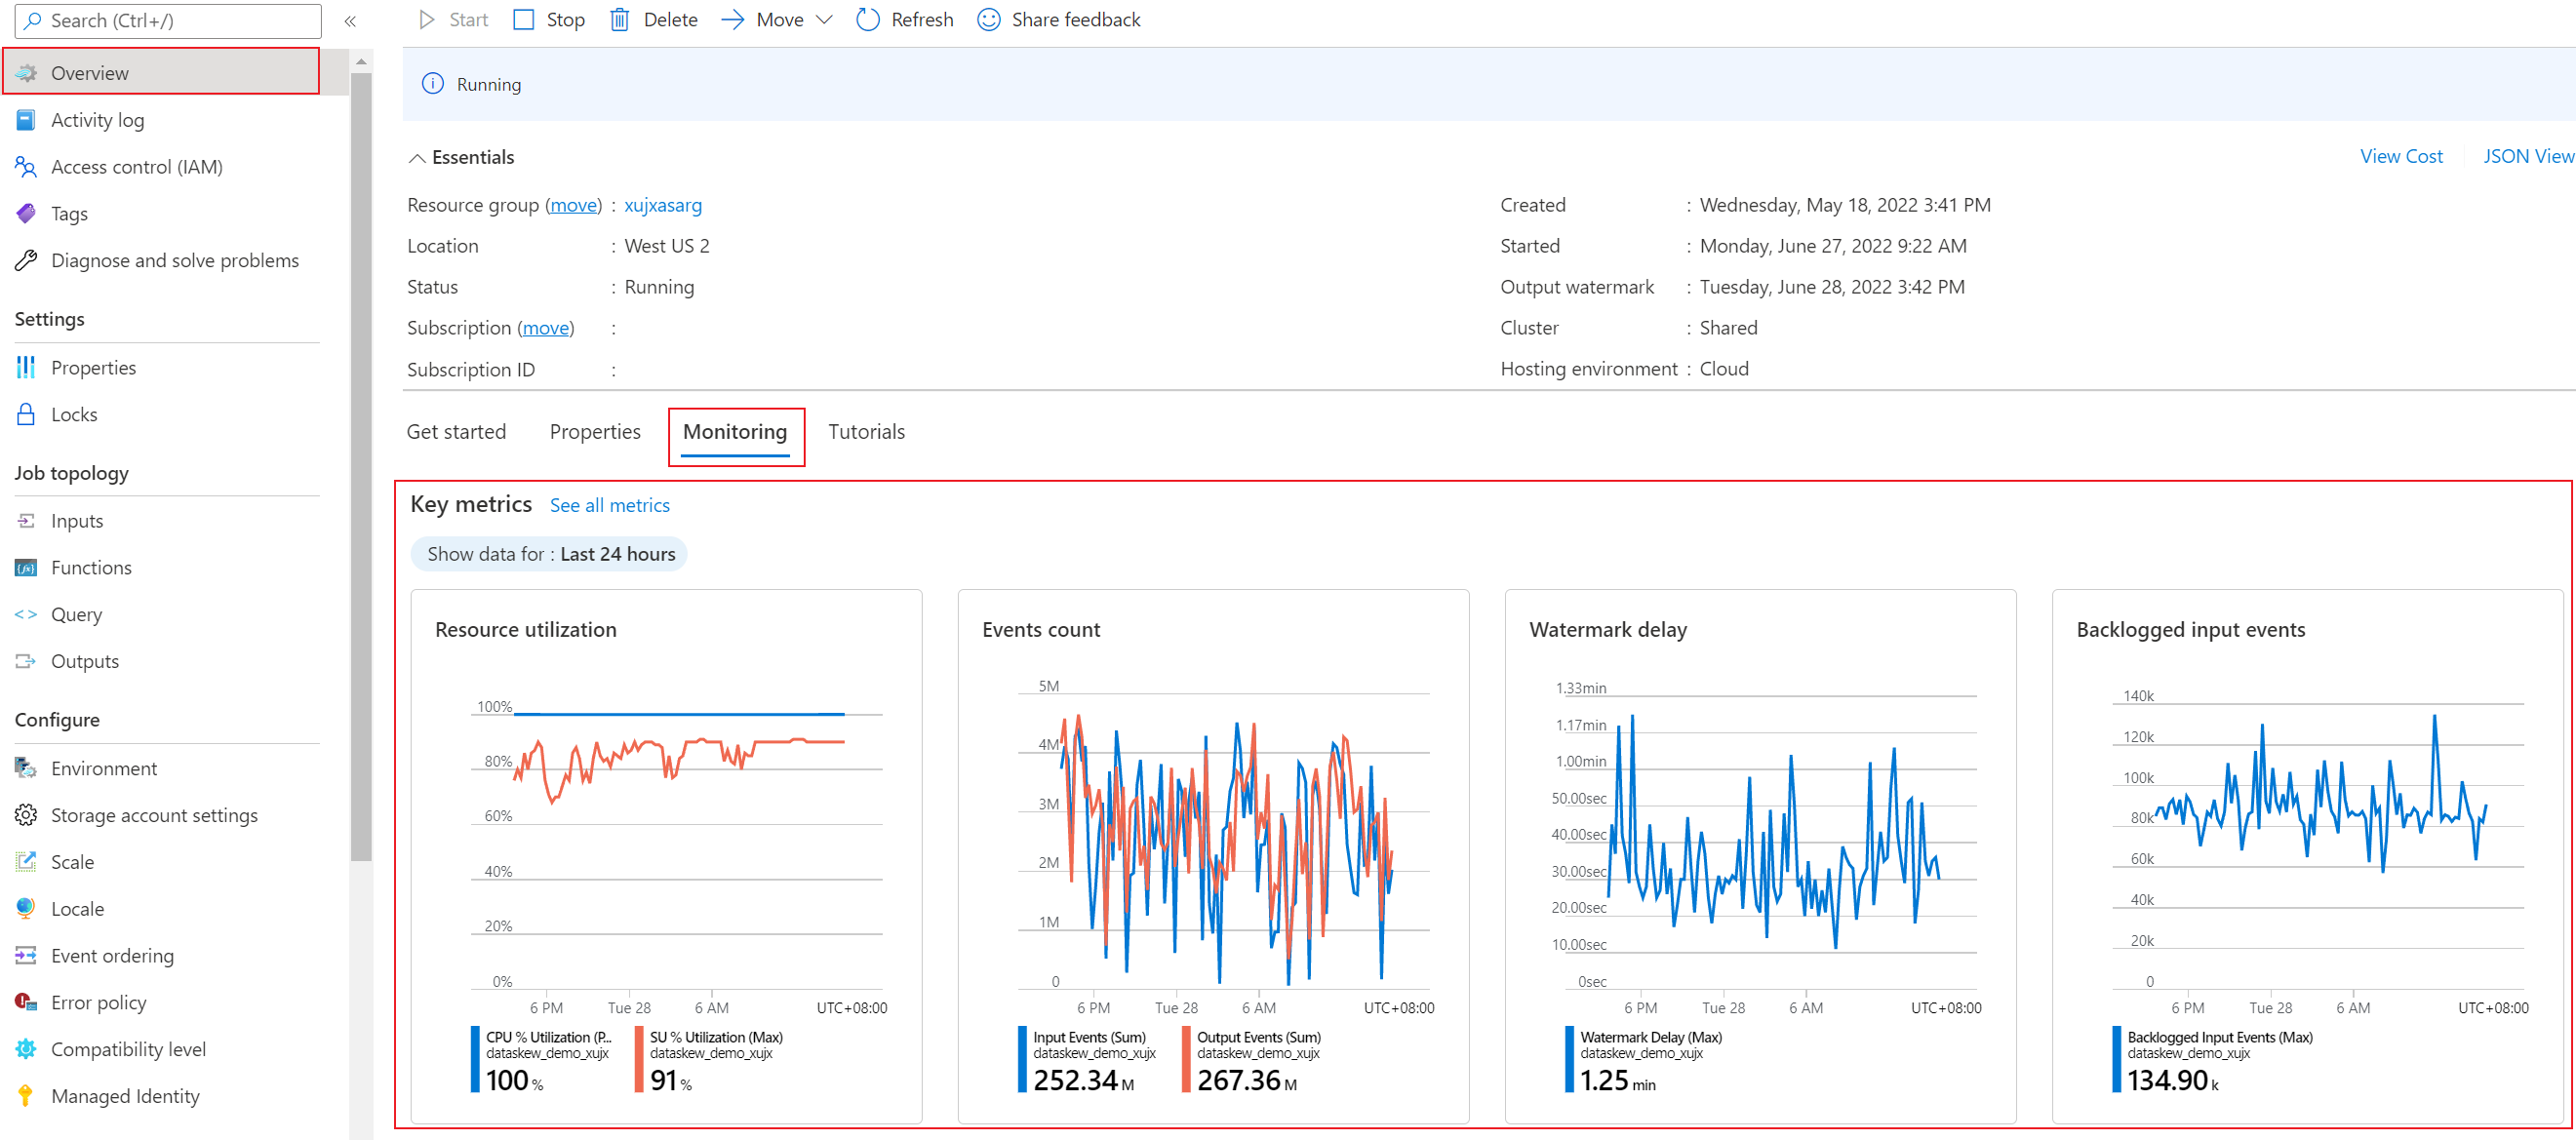 Search (Ctrl+/)
«
Overview
Activity log
Access control (IAM)
Tags
Diagnose and solve problems
Settings
Properties
Locks
Job topology
Inputs
Functions
Query
Outputs
Configure
Environment
Storage account settings
Scale
Locale
Event ordering
Error policy
Compatibility level
Managed Identity
Start Stop Delete Move Refresh Share feedback
Running
Essentials
View Cost JSON View
Resource group (move) : xujxasarg
Location : West US 2
Status : Running
Subscription (move) :
Subscription ID :
Created : Wednesday, May 18, 2022 3:41 PM
Started : Monday, June 27, 2022 9:22 AM
Output watermark : Tuesday, June 28, 2022 3:42 PM
Cluster : Shared
Hosting environment : Cloud
Get started Properties Monitoring Tutorials
Key metrics See all metrics
Show data for : Last 24 hours
Resource utilization
100%
80%
60%
40%
20%
0%
6 PM Tue 28 6 AM UTC+08:00
CPU % Utilization (P... SU % Utilization (Max)
dataskew_demo_xujx dataskew_demo_xujx
100 % 91 %
Events count
5M
4M
3M
2M
1M
0
6 PM Tue 28 6 AM UTC+08:00
Input Events (Sum) Output Events (Sum)
dataskew_demo_xujx dataskew_demo_xujx
252.34 M 267.36 M
Watermark delay
1.33min
1.17min
1.00min
50.00sec
40.00sec
30.00sec
20.00sec
10.00sec
0sec
6 PM Tue 28 6 AM UTC+08:00
Watermark Delay (Max)
dataskew_demo_xujx
1.25 min
Backlogged input events
140k
120k
100k
80k
60k
40k
20k
0
6 PM Tue 28 6 AM UTC+08:00
Backlogged Input Events (Max)
dataskew_demo_xujx
134.90 k